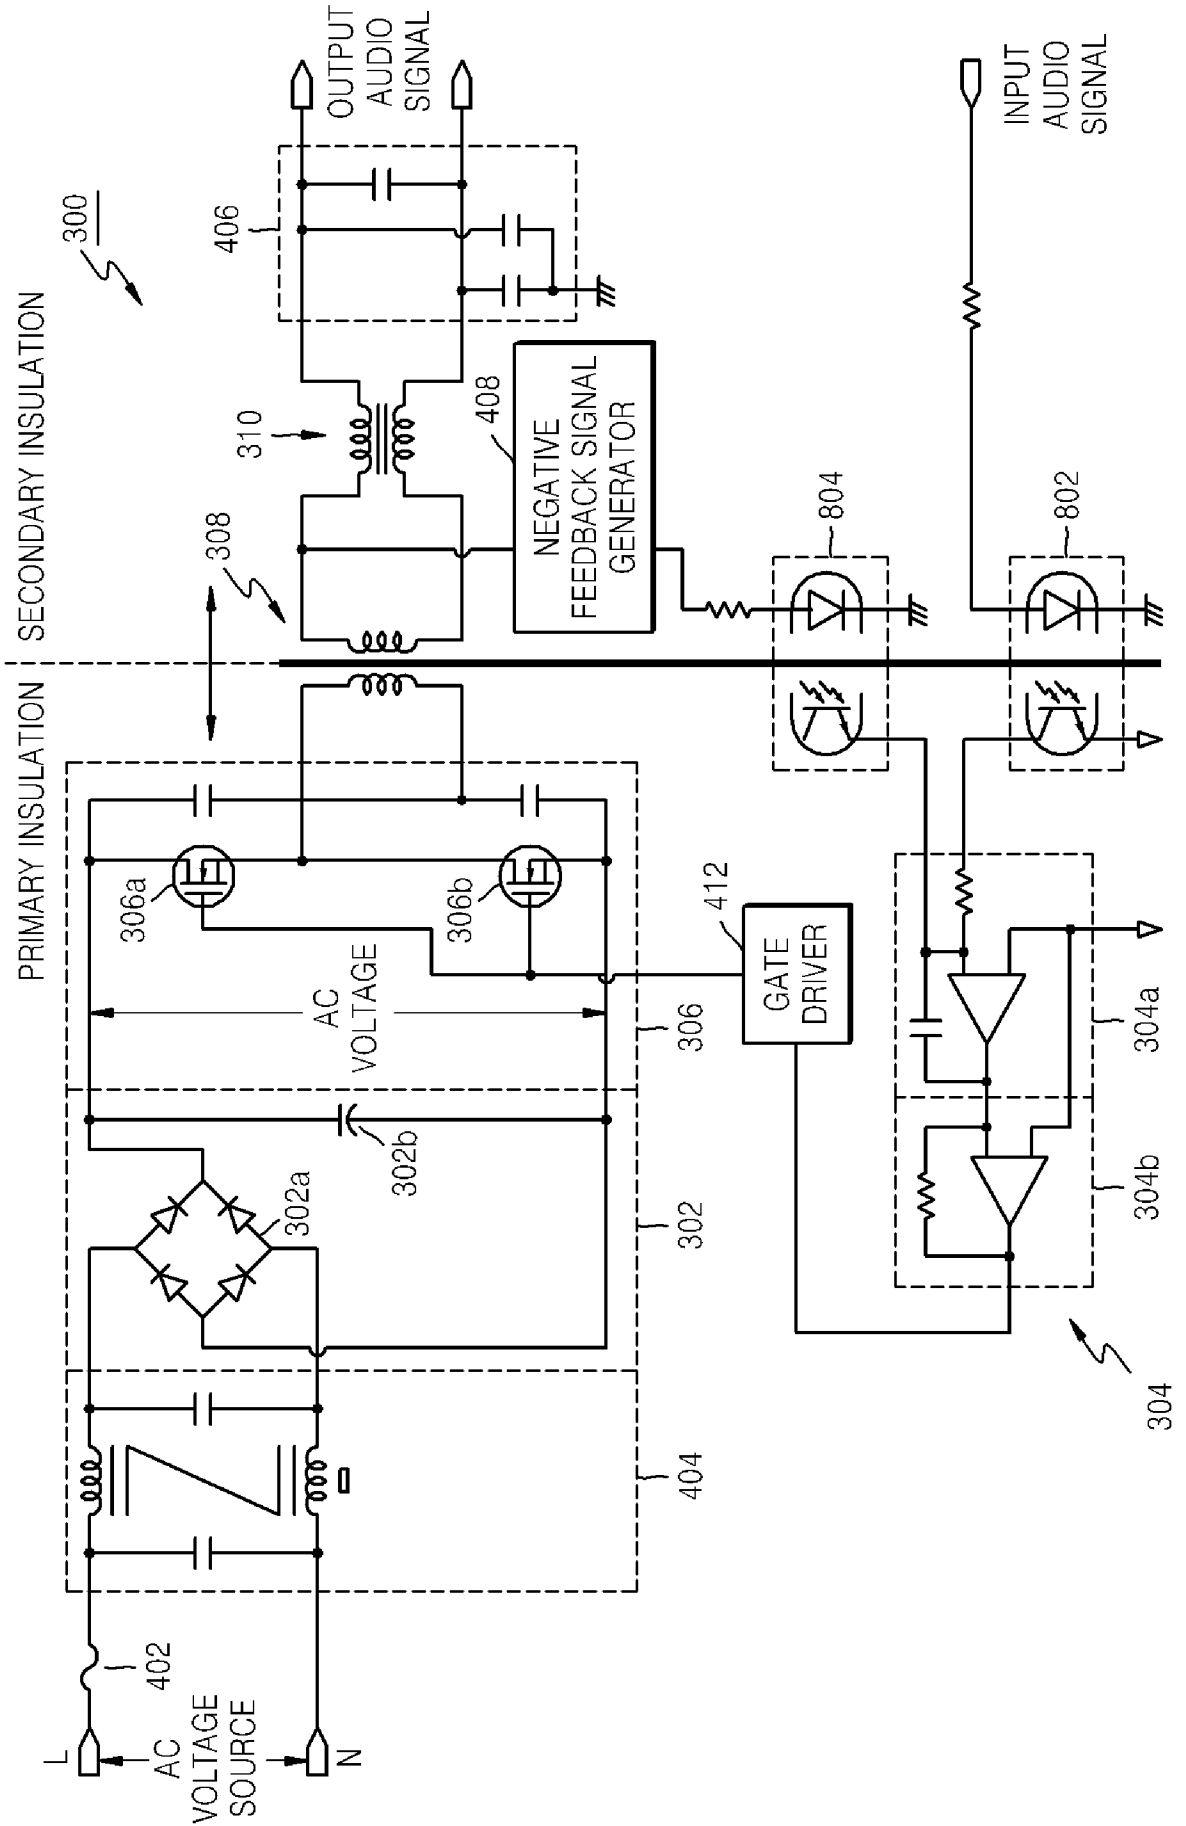 300
PRIMARY INSULATION
SECONDARY INSULATION
L
AC
VOLTAGE
SOURCE
N
402
404
302a
302b
302
AC
VOLTAGE
306a
306b
306
308
310
406
OUTPUT
AUDIO
SIGNAL
408
NEGATIVE
FEEDBACK SIGNAL
GENERATOR
412
GATE
DRIVER
804
802
INPUT
AUDIO
SIGNAL
304a
304b
304